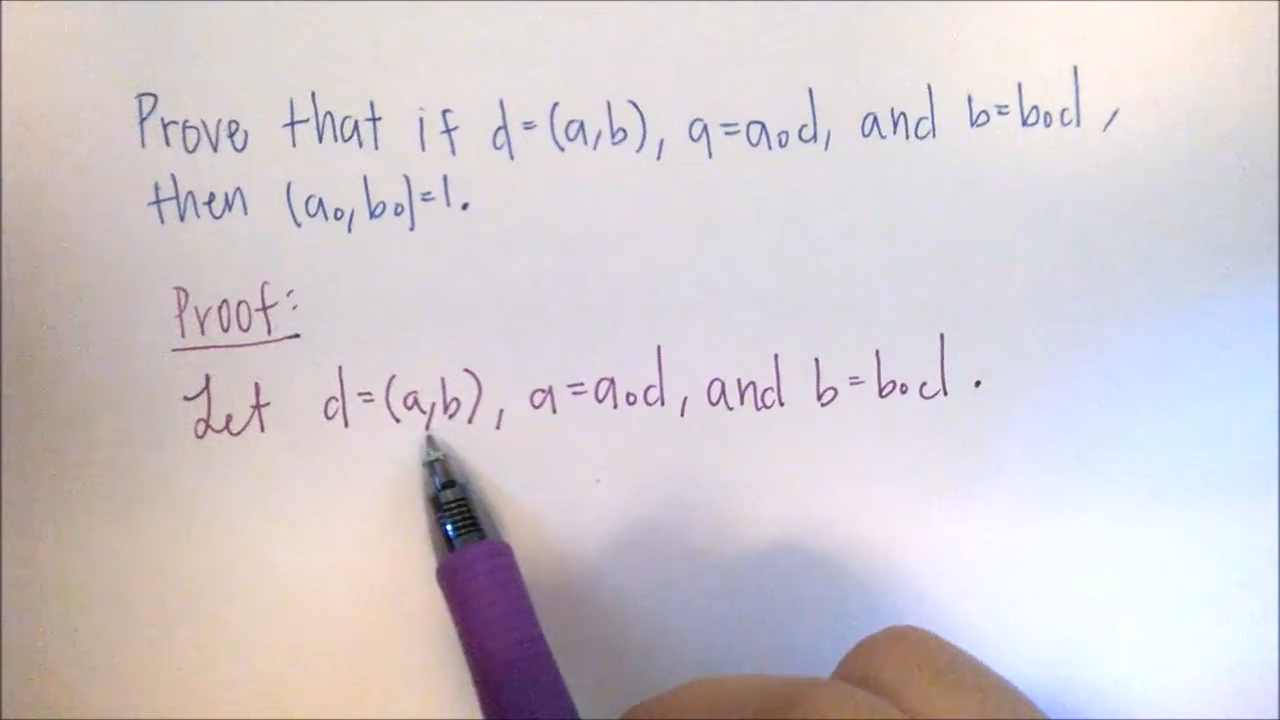 Prove that if d=(a,b), a=a₀d, and b=b₀d,
then (a₀,b₀)=1.
Proof:
Let d=(a,b), a=a₀d, and b=b₀d.